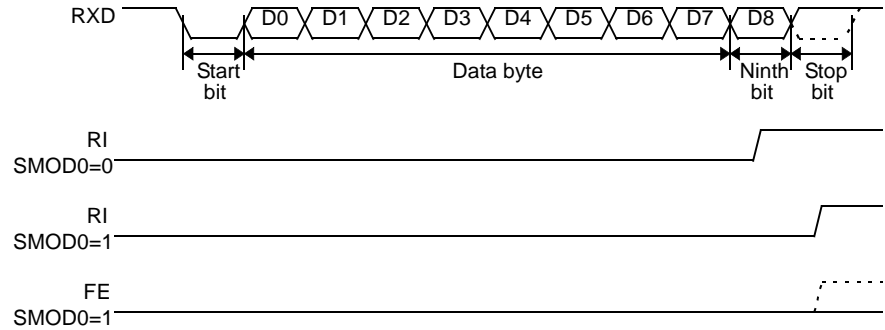 RXD D0 D1 D2 D3 D4 D5 D6 D7 D8
Start bit
Data byte
Ninth bit
Stop bit
RI
SMOD0=0
RI
SMOD0=1
FE
SMOD0=1